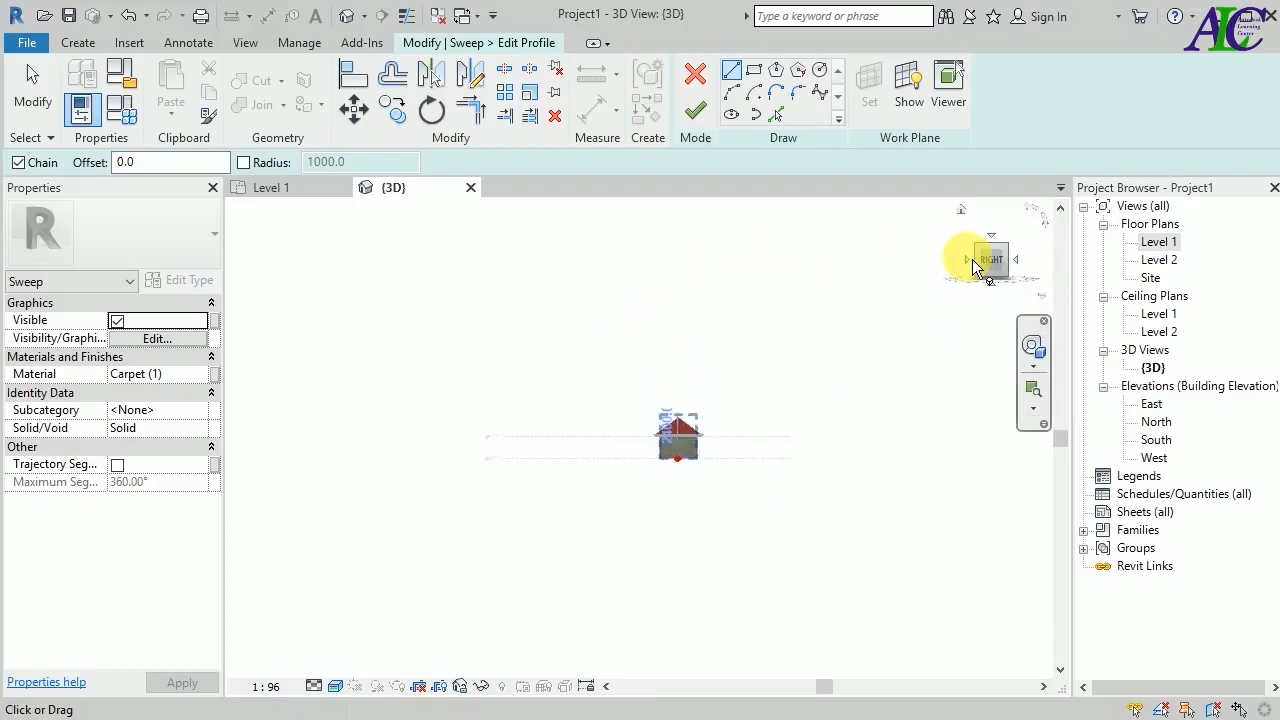 Project1 - 3D View: {3D}
Type a keyword or phrase
Sign In
ALC
Learning
Center
File
Create
Insert
Annotate
View
Manage
Add-Ins
Modify | Sweep > Edit Profile
Modify
Paste
Cut
Join
Set
Show
Viewer
Select
Properties
Clipboard
Geometry
Modify
Measure
Create
Mode
Draw
Work Plane
Chain
Offset:
0.0
Radius:
1000.0
Properties
Level 1
{3D}
Project Browser - Project1
R
Sweep
Edit Type
Graphics
Visible
Visibility/Graphi...
Edit...
Materials and Finishes
Material
Carpet (1)
Identity Data
Subcategory
<None>
Solid/Void
Solid
Other
Trajectory Seg...
Maximum Seg...
360.00°
Properties help
Apply
RIGHT
Views (all)
Floor Plans
Level 1
Level 2
Site
Ceiling Plans
Level 1
Level 2
3D Views
{3D}
Elevations (Building Elevation)
East
North
South
West
Legends
Schedules/Quantities (all)
Sheets (all)
Families
Groups
Revit Links
1 : 96
Click or Drag